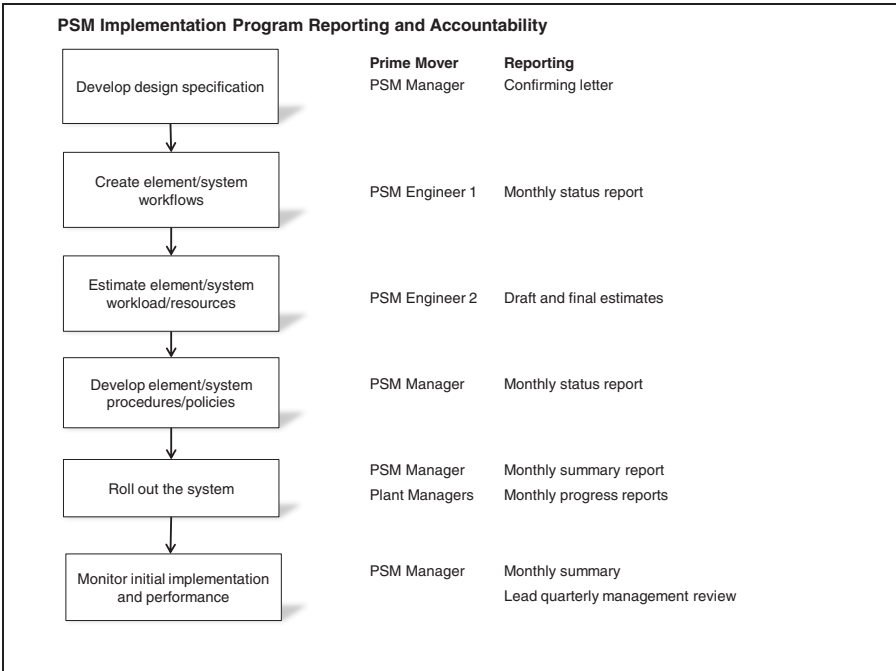 PSM Implementation Program Reporting and Accountability
Prime Mover Reporting
Develop design specification PSM Manager Confirming letter
Create element/system
workflows PSM Engineer 1 Monthly status report
Estimate element/system
workload/resources PSM Engineer 2 Draft and final estimates
Develop element/system
procedures/policies PSM Manager Monthly status report
Roll out the system
PSM Manager Monthly summary report
Plant Managers Monthly progress reports
Monitor initial implementation
and performance
PSM Manager Monthly summary
Lead quarterly management review